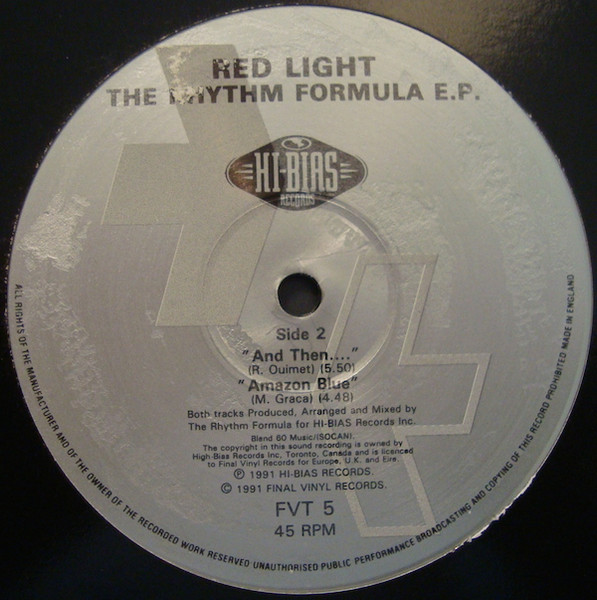 RED LIGHT
THE RHYTHM FORMULA E.P.
HI-BIAS
RECORDS
Side 2
"And Then...."
(R. Ouimet) (5.50)
"Amazon Blue"
(M. Graca) (4.48)
Both tracks Produced, Arranged and Mixed by
The Rhythm Formula for HI-BIAS Records Inc.
Blend 60 Music/(SOCAN).
The copyright in this sound recording is owned by
High-Bias Records Inc, Toronto, Canada and is licenced
to Final Vinyl Records for Europe, U.K. and Eire.
Ⓟ 1991 HI-BIAS RECORDS.
© 1991 FINAL VINYL RECORDS.
FVT 5
45 RPM
ALL RIGHTS OF THE MANUFACTURER AND OF THE OWNER OF THE RECORDED WORK RESERVED UNAUTHORISED PUBLIC PERFORMANCE BROADCASTING AND COPYING OF THIS RECORD PROHIBITED MADE IN ENGLAND